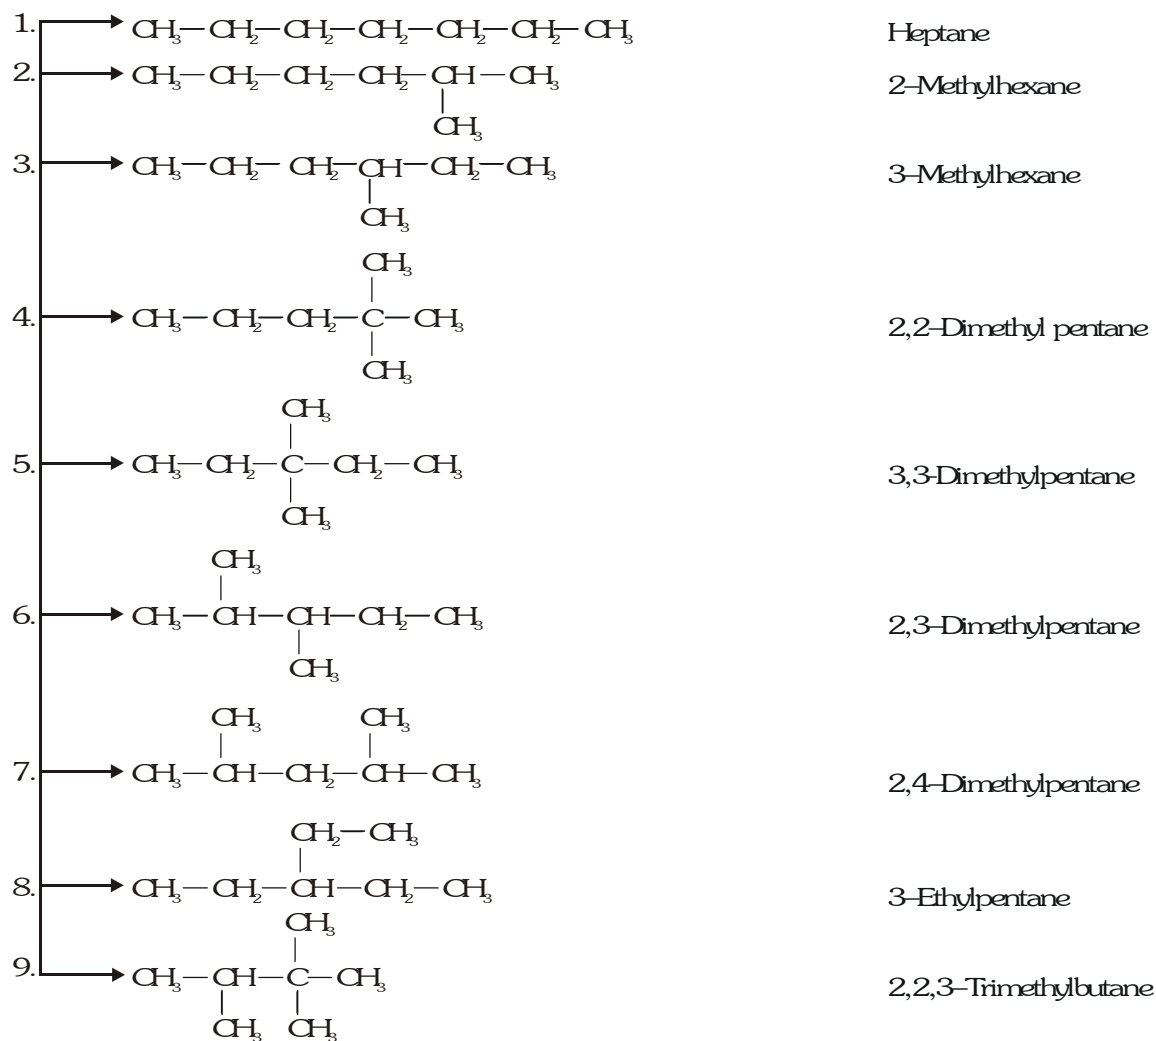 1. CH₃—CH₂—CH₂—CH₂—CH₂—CH₂—CH₃ Heptane
2. CH₃—CH₂—CH₂—CH₂—CH—CH₃ 2–Methylhexane
CH₃
3. CH₃—CH₂—CH₂—CH—CH₂—CH₃ 3–Methylhexane
CH₃
CH₃
4. CH₃—CH₂—CH₂—C—CH₃ 2,2–Dimethyl pentane
CH₃
CH₃
5. CH₃—CH₂—C—CH₂—CH₃ 3,3-Dimethylpentane
CH₃
CH₃
6. CH₃—CH—CH—CH₂—CH₃ 2,3–Dimethylpentane
CH₃
CH₃ CH₃
7. CH₃—CH—CH₂—CH—CH₃ 2,4–Dimethylpentane
CH₂—CH₃
8. CH₃—CH₂—CH—CH₂—CH₃ 3–Ethylpentane
CH₃
9. CH₃—CH—C—CH₃ 2,2,3–Trimethylbutane
CH₃ CH₃